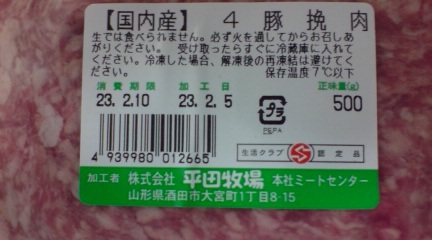 【国内産】 4 豚挽肉
生では食べられません。必ず火を通してからお召しあ
がりください。 受け取ったらすぐに冷蔵庫に入れて
ください。冷凍した場合、解凍後の再凍結は避けてく
ださい。 保存温度7℃以下
消費期限 加工日 正味量(g)
23. 2.10 23. 2. 5 プラ 500
PE,PA
4 939980 012665
生活クラブ S 認定品
加工者 株式会社 平田牧場 本社ミートセンター
山形県酒田市大宮町1丁目8-15